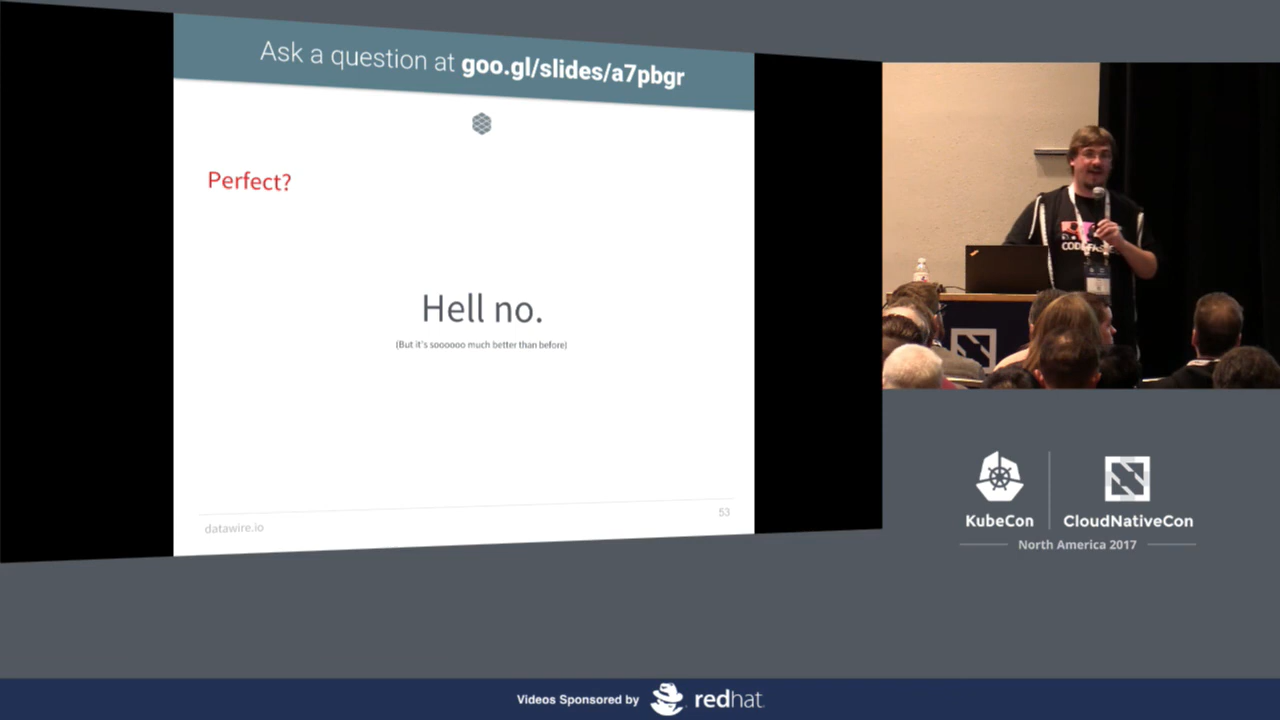 Ask a question at goo.gl/slides/a7pbgr
Perfect?
Hell no.
(But it's soooooo much better than before)
datawire.io
53
KubeCon
CloudNativeCon
North America 2017
Videos Sponsored by
redhat.